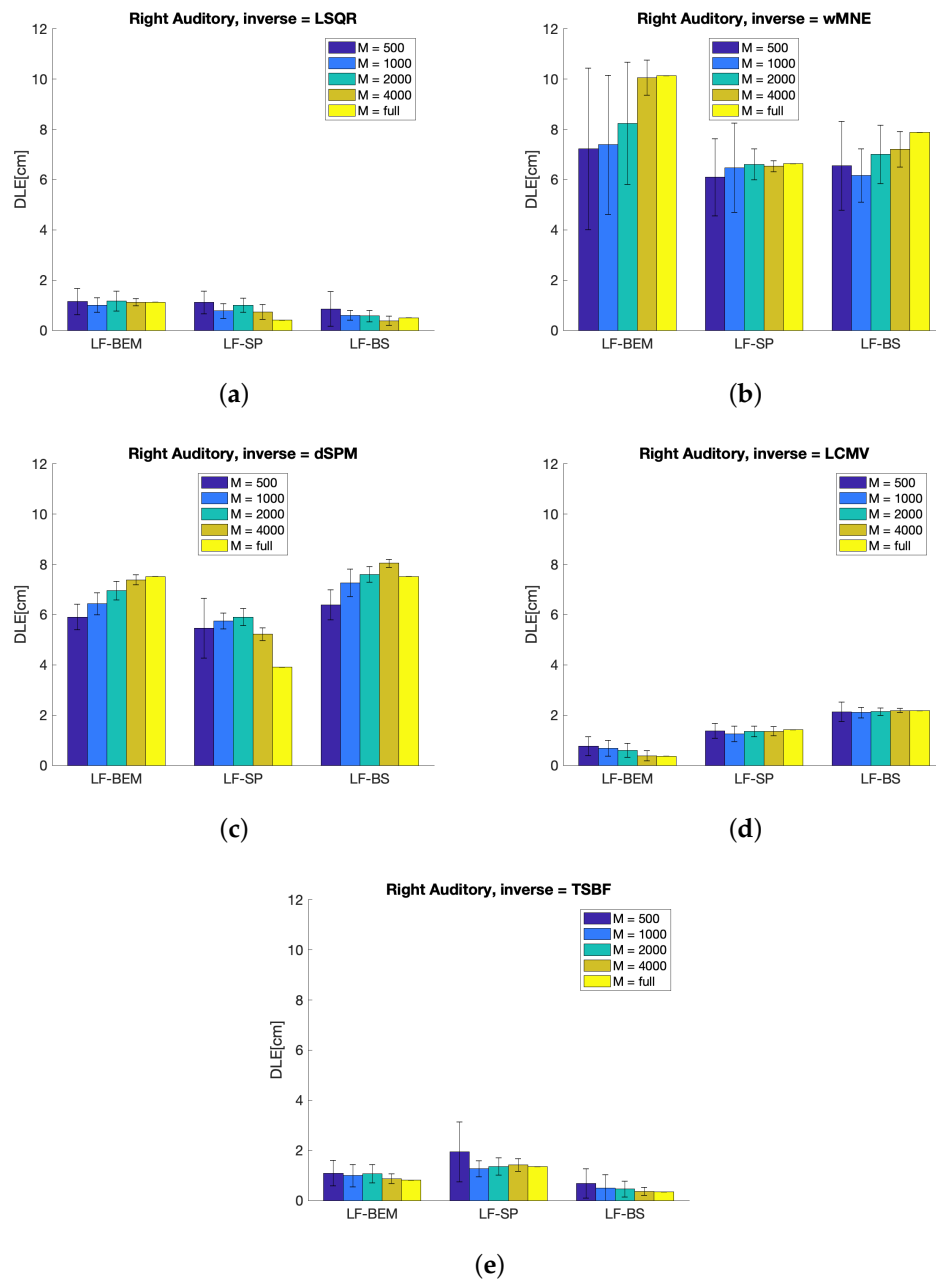 Right Auditory, inverse = LSQR
12
10
8
6
4
2
0
DLE[cm]
M = 500
M = 1000
M = 2000
M = 4000
M = full
LF-BEM
LF-SP
LF-BS
(a)
Right Auditory, inverse = wMNE
12
10
8
6
4
2
0
DLE[cm]
M = 500
M = 1000
M = 2000
M = 4000
M = full
LF-BEM
LF-SP
LF-BS
(b)
Right Auditory, inverse = dSPM
12
10
8
6
4
2
0
DLE[cm]
M = 500
M = 1000
M = 2000
M = 4000
M = full
LF-BEM
LF-SP
LF-BS
(c)
Right Auditory, inverse = LCMV
12
10
8
6
4
2
0
DLE[cm]
M = 500
M = 1000
M = 2000
M = 4000
M = full
LF-BEM
LF-SP
LF-BS
(d)
Right Auditory, inverse = TSBF
12
10
8
6
4
2
0
DLE[cm]
M = 500
M = 1000
M = 2000
M = 4000
M = full
LF-BEM
LF-SP
LF-BS
(e)